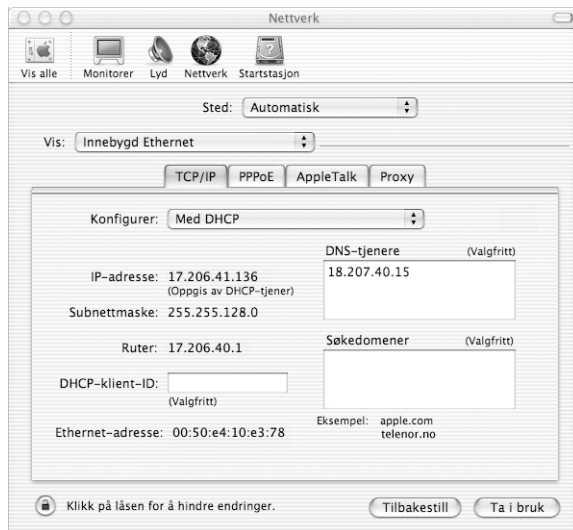 Nettverk
Vis alle Monitorer Lyd Nettverk Startstasjon
Sted: Automatisk
Vis: Innebygd Ethernet
TCP/IP PPPoE AppleTalk Proxy
Konfigurer: Med DHCP
DNS-tjenere (Valgfritt)
18.207.40.15
IP-adresse: 17.206.41.136
(Oppgis av DHCP-tjener)
Subnettmaske: 255.255.128.0
Ruter: 17.206.40.1
Søkedomener (Valgfritt)
DHCP-klient-ID:
(Valgfritt)
Eksempel: apple.com
telenor.no
Ethernet-adresse: 00:50:e4:10:e3:78
Klikk på låsen for å hindre endringer.
Tilbakestill Ta i bruk